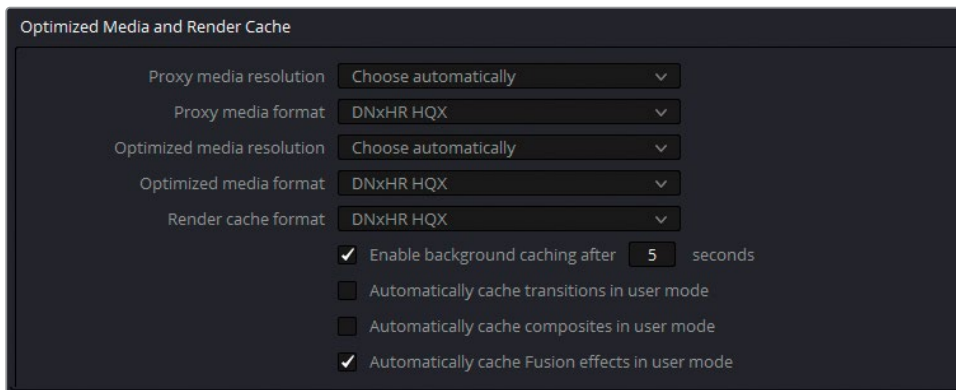 Optimized Media and Render Cache
Proxy media resolution Choose automatically
Proxy media format DNxHR HQX
Optimized media resolution Choose automatically
Optimized media format DNxHR HQX
Render cache format DNxHR HQX
Enable background caching after 5 seconds
Automatically cache transitions in user mode
Automatically cache composites in user mode
Automatically cache Fusion effects in user mode